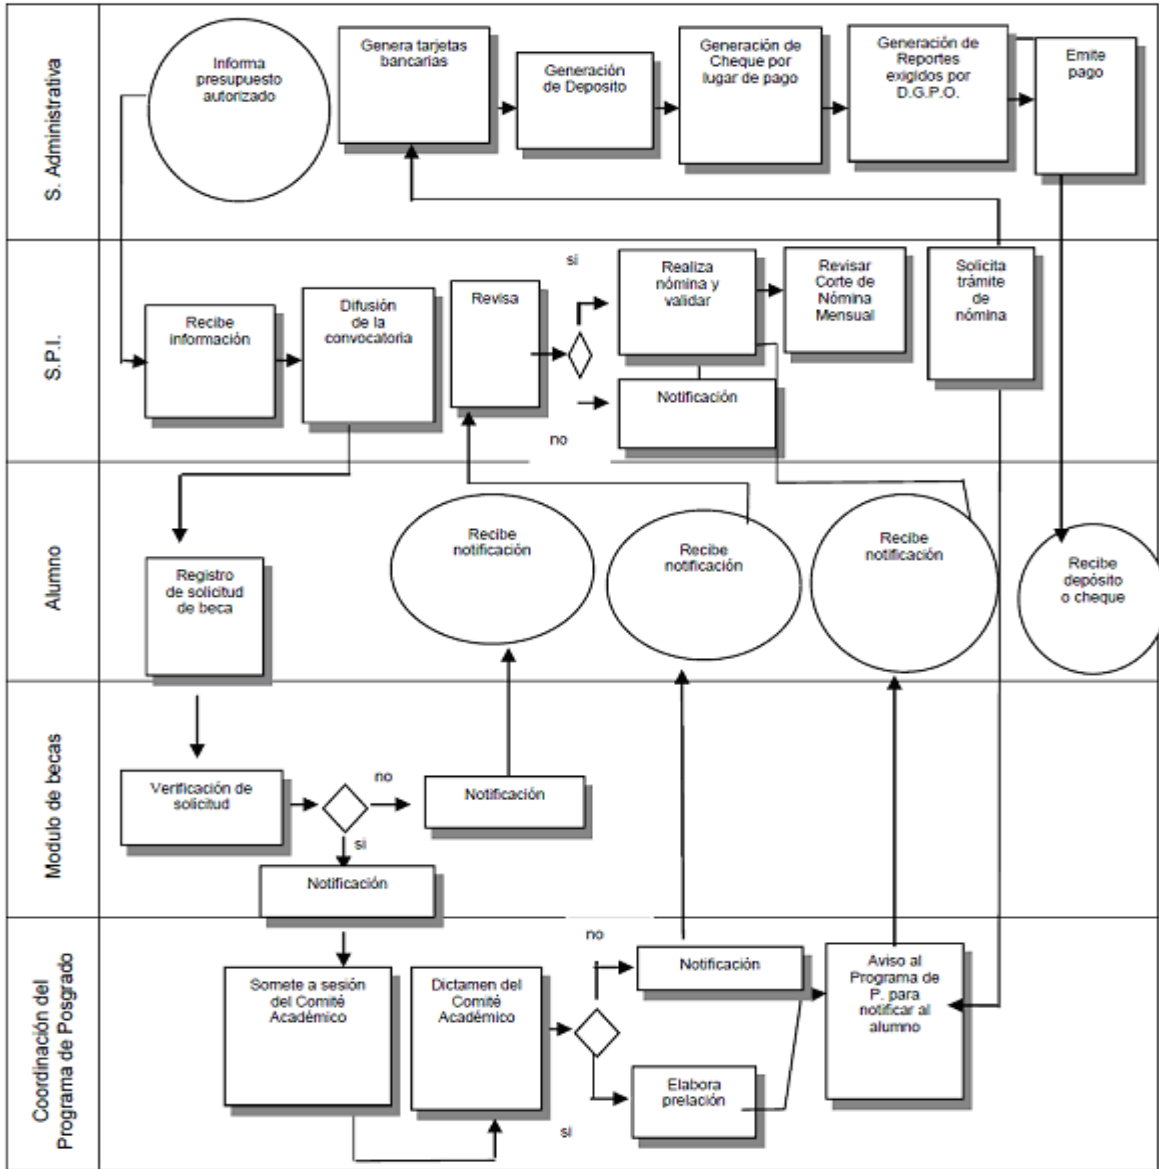 S. Administrativa
Informa
presupuesto
autorizado
Genera tarjetas
bancarias
Generación
de Deposito
Generación de
Cheque por
lugar de pago
Generación de
Reportes
exigidos por
D.G.P.O.
Emite
pago
S.P.I.
Recibe
información
Difusión
de la
convocatoria
Revisa
si
no
Realiza
nómina y
validar
Notificación
Revisar
Corte de
Nómina
Mensual
Solicita
trámite
de
nómina
Alumno
Registro
de solicitud
de beca
Recibe
notificación
Recibe
notificación
Recibe
notificación
Recibe
depósito
o cheque
Modulo de becas
Verificación de
solicitud
no
si
Notificación
Notificación
Coordinación del
Programa de Posgrado
Somete a sesión
del Comité
Académico
Dictamen del
Comité
Académico
no
si
Notificación
Elabora
prelación
Aviso al
Programa de
P. para
notificar al
alumno